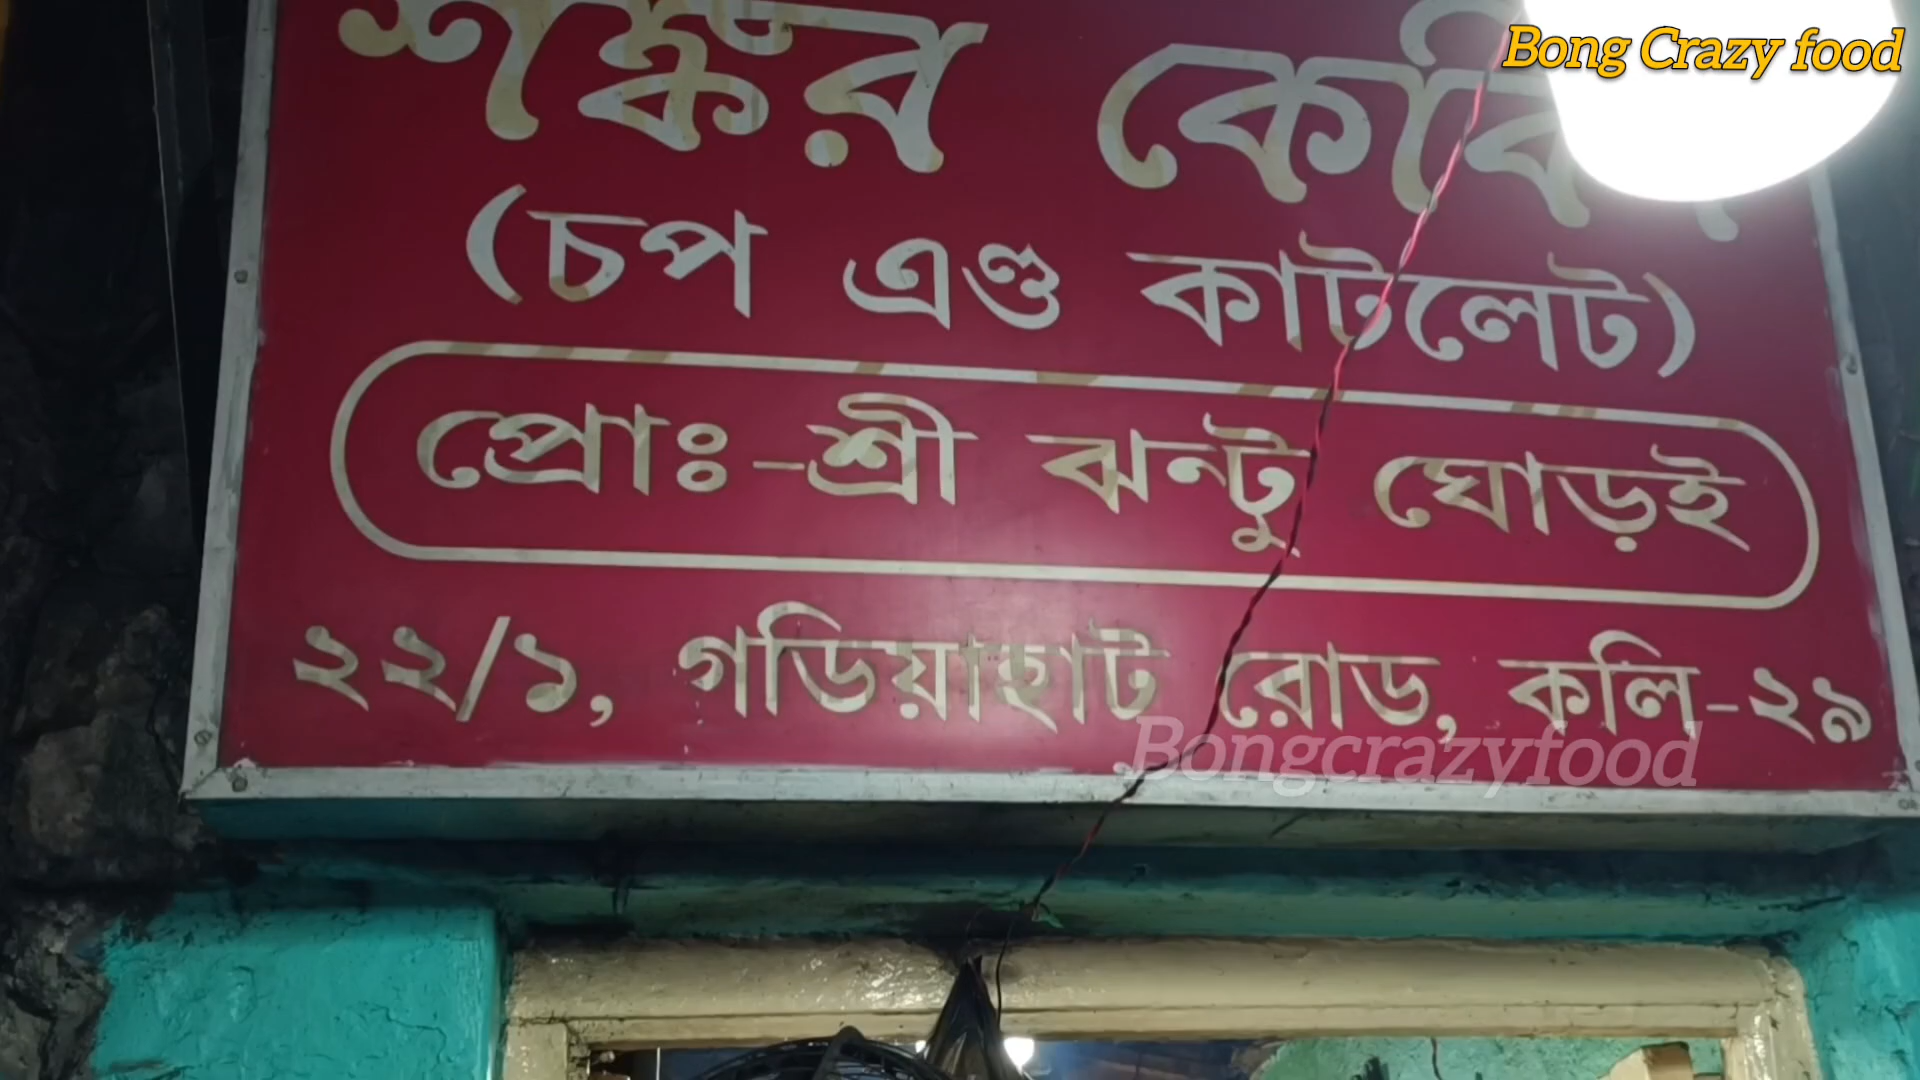 Bong Crazy food
শঙ্কর
(চপ এণ্ড কাটলেট)
প্রোঃ-শ্রী ঝন্টু ঘোড়ই
২২/১, গড়িয়াহাট রোড, কলি-২৯
Bongcrazyfood